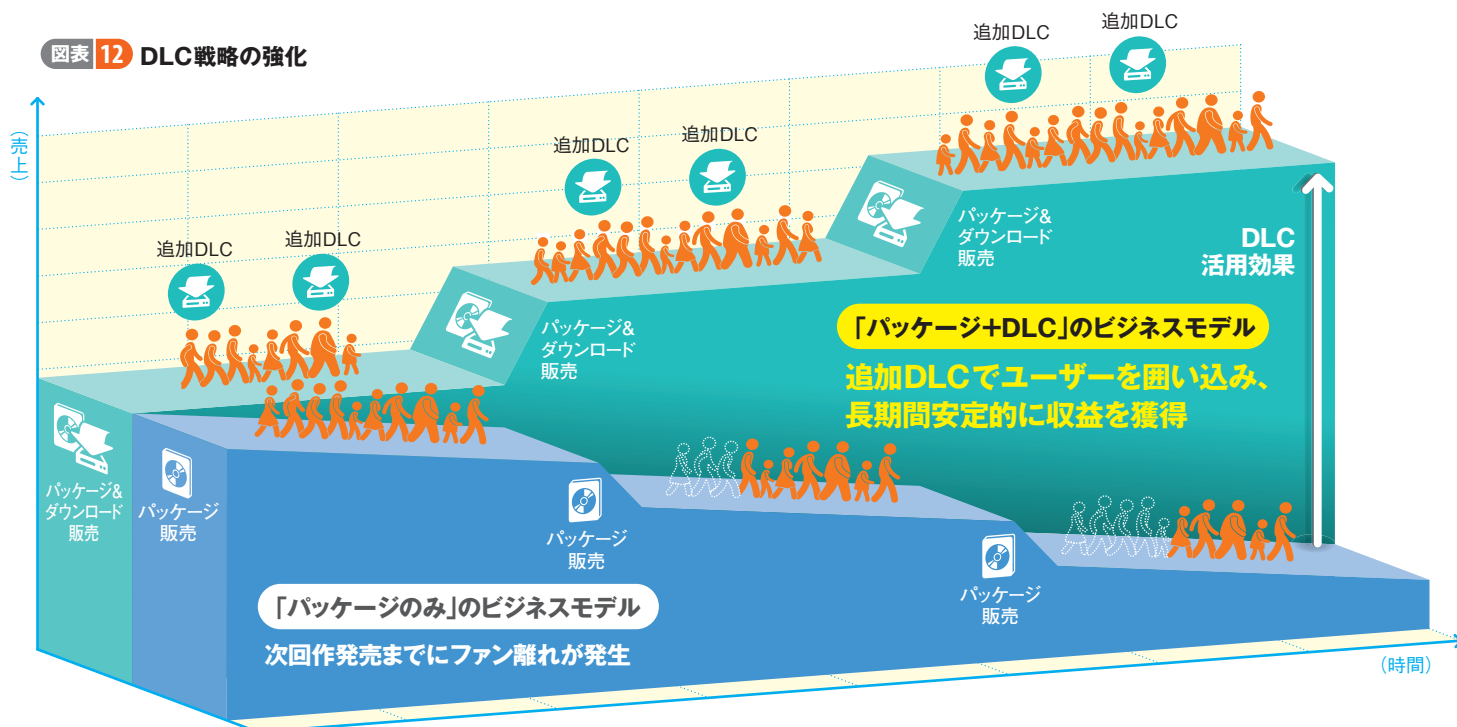 図表 12 DLC戦略の強化
(売上)
追加DLC
追加DLC
追加DLC
追加DLC
追加DLC
追加DLC
パッケージ&
ダウンロード
販売
パッケージ&
ダウンロード
販売
パッケージ&
ダウンロード
販売
DLC
活用効果
「パッケージ+DLC」のビジネスモデル
追加DLCでユーザーを囲い込み、
長期間安定的に収益を獲得
パッケージ
販売
パッケージ
販売
パッケージ
販売
「パッケージのみ」のビジネスモデル
次回作発売までにファン離れが発生
(時間)